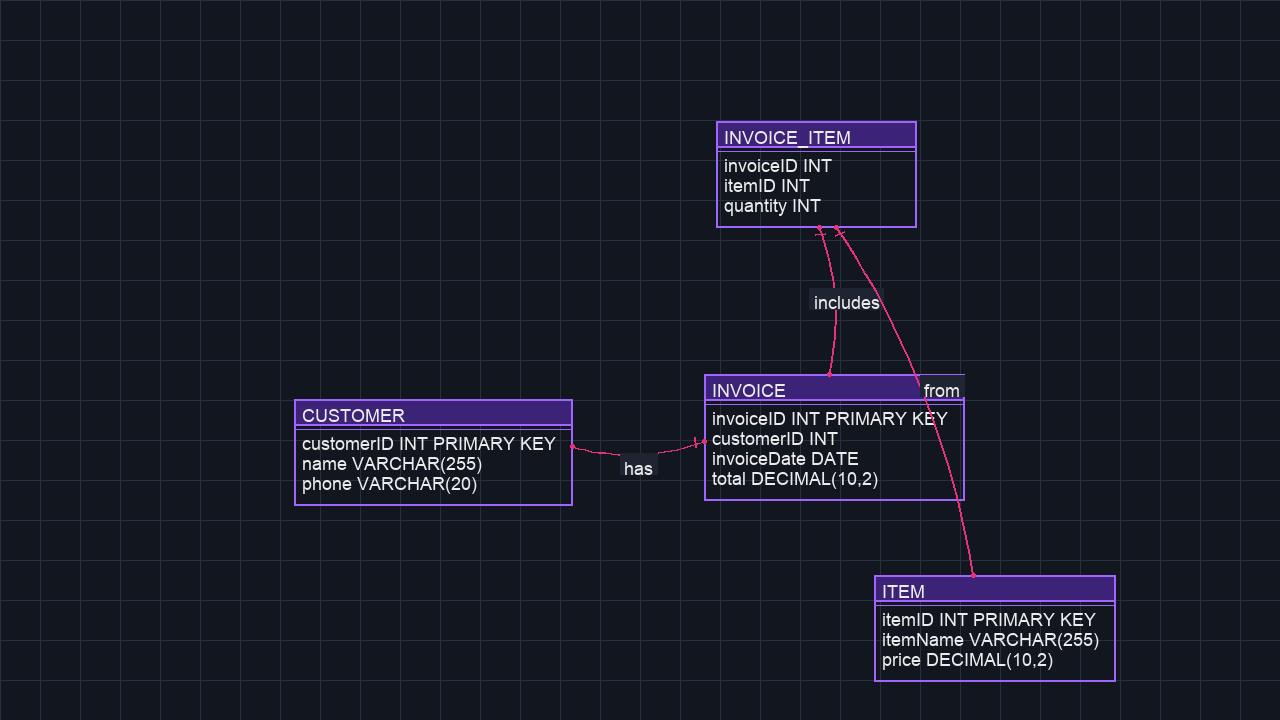 INVOICE_ITEM
invoiceID INT
itemID INT
quantity INT
includes
INVOICE
from
invoiceID INT PRIMARY KEY
customerID INT
invoiceDate DATE
total DECIMAL(10,2)
CUSTOMER
customerID INT PRIMARY KEY
name VARCHAR(255)
phone VARCHAR(20)
has
ITEM
itemID INT PRIMARY KEY
itemName VARCHAR(255)
price DECIMAL(10,2)